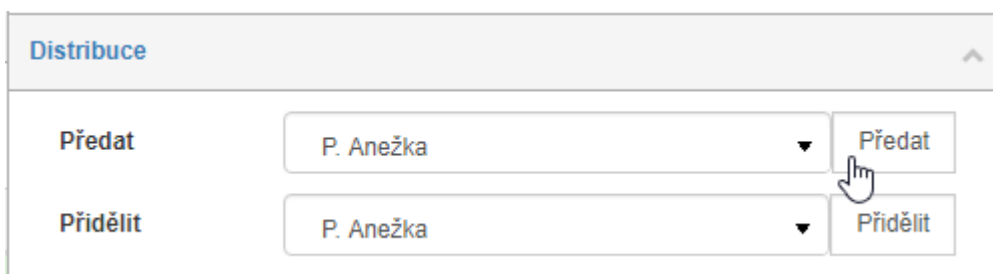 Distribuce
Předat P. Anežka Předat
Přidělit P. Anežka Přidělit